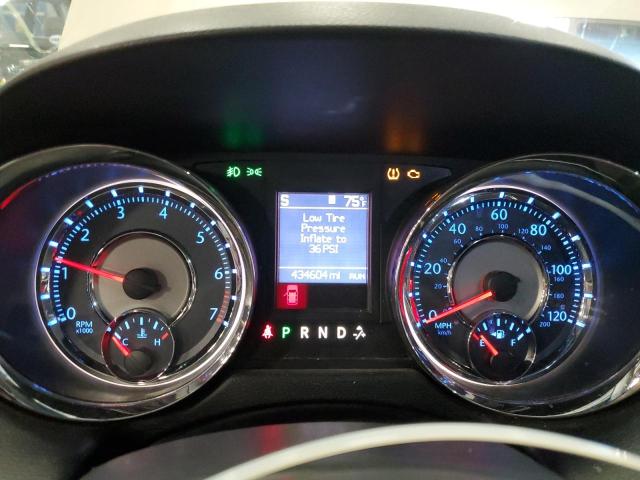 S 75°F
Low Tire
Pressure
Inflate to
36 PSI
434604 mi RUN
P R N D
0 1 2 3 4 5 6 7
RPM
x1000
C H
0 20 40 60 80 100 120
MPH
km/h
E F